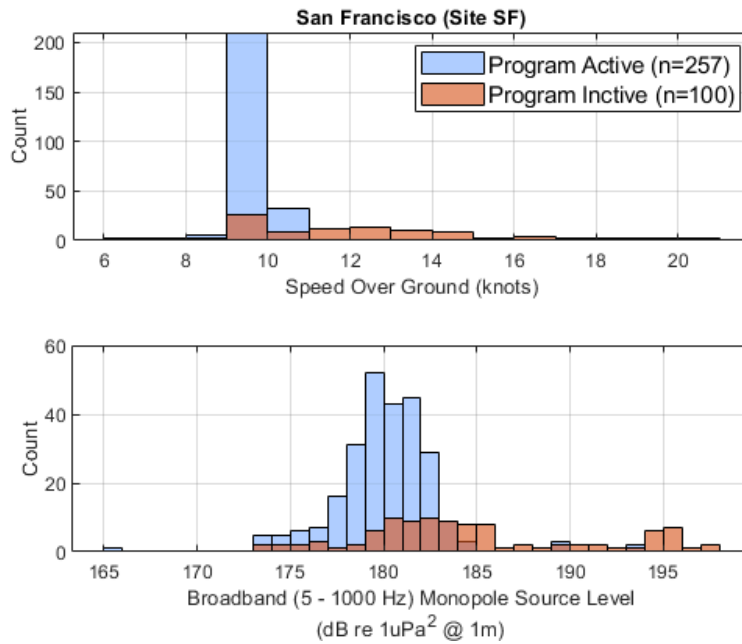 San Francisco (Site SF)
200
150
100
50
0
Count
Program Active (n=257)
Program Inctive (n=100)
6 8 10 12 14 16 18 20
Speed Over Ground (knots)
60
40
20
0
Count
165 170 175 180 185 190 195
Broadband (5 - 1000 Hz) Monopole Source Level
(dB re 1uPa² @ 1m)